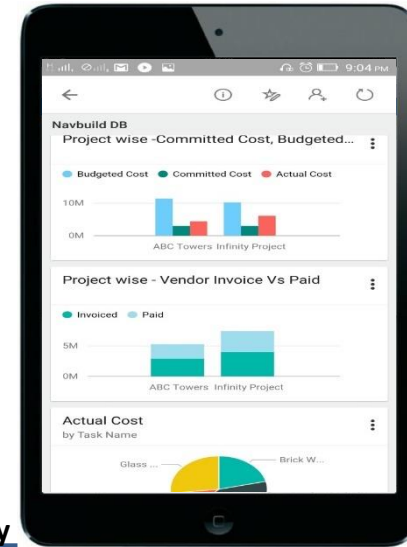 9:04 PM
Navbuild DB
Project wise -Committed Cost, Budgeted...
Budgeted Cost Committed Cost Actual Cost
10M
0M
ABC Towers Infinity Project
Project wise - Vendor Invoice Vs Paid
Invoiced Paid
5M
0M
ABC Towers Infinity Project
Actual Cost
by Task Name
Glass ... Brick W...
y